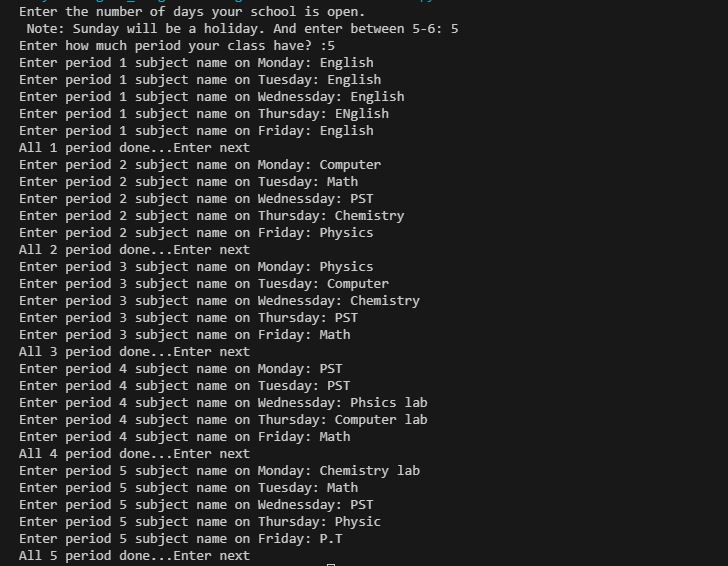 Enter the number of days your school is open.
Note: Sunday will be a holiday. And enter between 5-6: 5
Enter how much period your class have? :5
Enter period 1 subject name on Monday: English
Enter period 1 subject name on Tuesday: English
Enter period 1 subject name on Wednessday: English
Enter period 1 subject name on Thursday: ENglish
Enter period 1 subject name on Friday: English
All 1 period done...Enter next
Enter period 2 subject name on Monday: Computer
Enter period 2 subject name on Tuesday: Math
Enter period 2 subject name on Wednessday: PST
Enter period 2 subject name on Thursday: Chemistry
Enter period 2 subject name on Friday: Physics
All 2 period done...Enter next
Enter period 3 subject name on Monday: Physics
Enter period 3 subject name on Tuesday: Computer
Enter period 3 subject name on Wednessday: Chemistry
Enter period 3 subject name on Thursday: PST
Enter period 3 subject name on Friday: Math
All 3 period done...Enter next
Enter period 4 subject name on Monday: PST
Enter period 4 subject name on Tuesday: PST
Enter period 4 subject name on Wednessday: Phsics lab
Enter period 4 subject name on Thursday: Computer lab
Enter period 4 subject name on Friday: Math
All 4 period done...Enter next
Enter period 5 subject name on Monday: Chemistry lab
Enter period 5 subject name on Tuesday: Math
Enter period 5 subject name on Wednessday: PST
Enter period 5 subject name on Thursday: Physic
Enter period 5 subject name on Friday: P.T
All 5 period done...Enter next